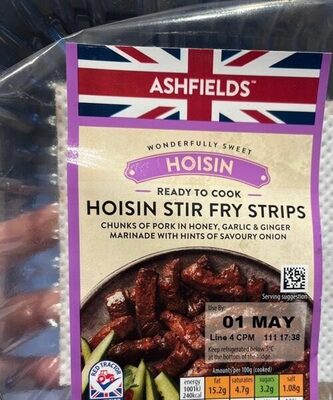 ASHFIELDS™
WONDERFULLY SWEET
HOISIN
READY TO COOK
HOISIN STIR FRY STRIPS
CHUNKS OF PORK IN HONEY, GARLIC & GINGER
MARINADE WITH HINTS OF SAVOURY ONION
Serving suggestion
Use By:
01 MAY
Line 4 CPM 111 17:38
Keep refrigerated below 5°C
at the bottom of the fridge.
Amounts per 100g (cooked)
energy fat saturates sugars salt
1001kJ 15.2g 4.7g 3.2g 1.08g
240kcal
RED TRACTOR